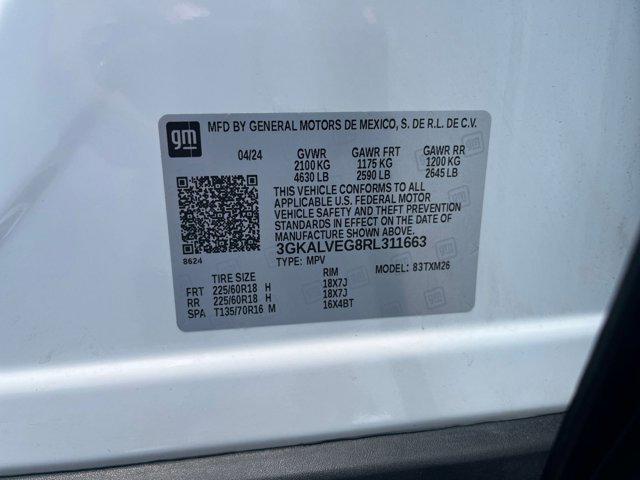 gm MFD BY GENERAL MOTORS DE MEXICO, S. DE R.L. DE C.V.
04/24 GVWR GAWR FRT GAWR RR
2100 KG 1175 KG 1200 KG
4630 LB 2590 LB 2645 LB
THIS VEHICLE CONFORMS TO ALL
APPLICABLE U.S. FEDERAL MOTOR
VEHICLE SAFETY AND THEFT PREVENTION
STANDARDS IN EFFECT ON THE DATE OF
MANUFACTURE SHOWN ABOVE.
3GKALVEG8RL311663
8624 TYPE: MPV MODEL: 83TXM26
TIRE SIZE RIM
FRT 225/60R18 H 18X7J
RR 225/60R18 H 18X7J
SPA T135/70R16 M 16X4BT